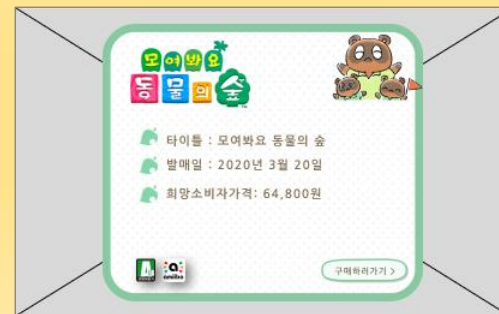 모여봐요
동물의숲
타이틀 : 모여봐요 동물의 숲
발매일 : 2020년 3월 20일
희망소비자가격: 64,800원
amiibo
구매하러가기 >